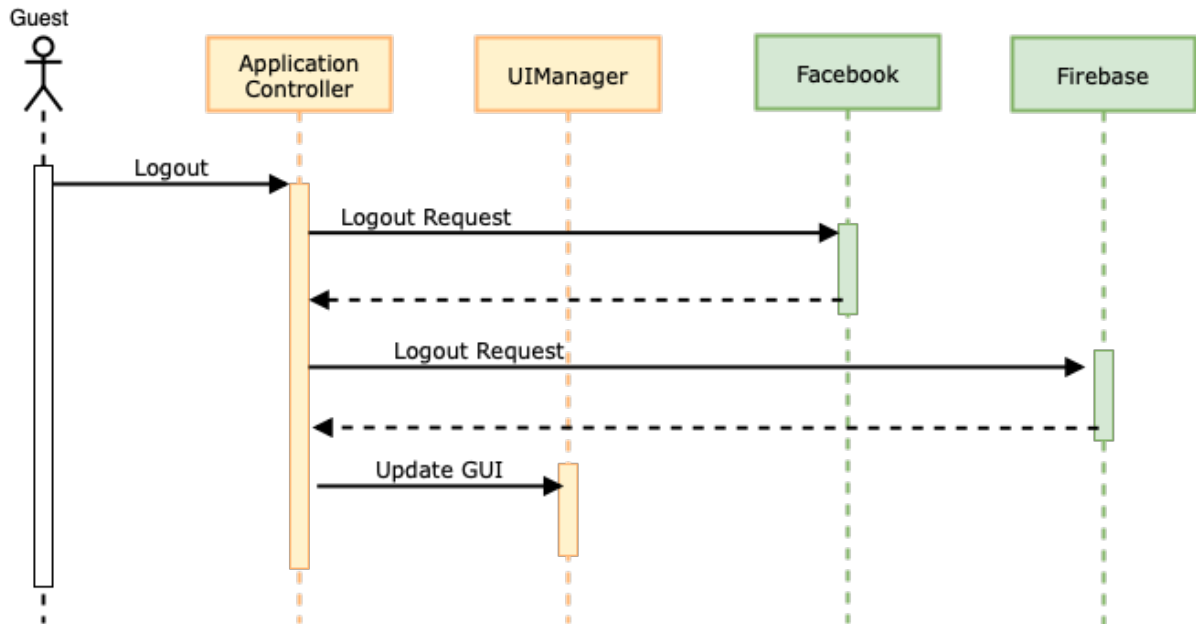 Guest
Application
Controller
UIManager
Facebook
Firebase
Logout
Logout Request
Logout Request
Update GUI